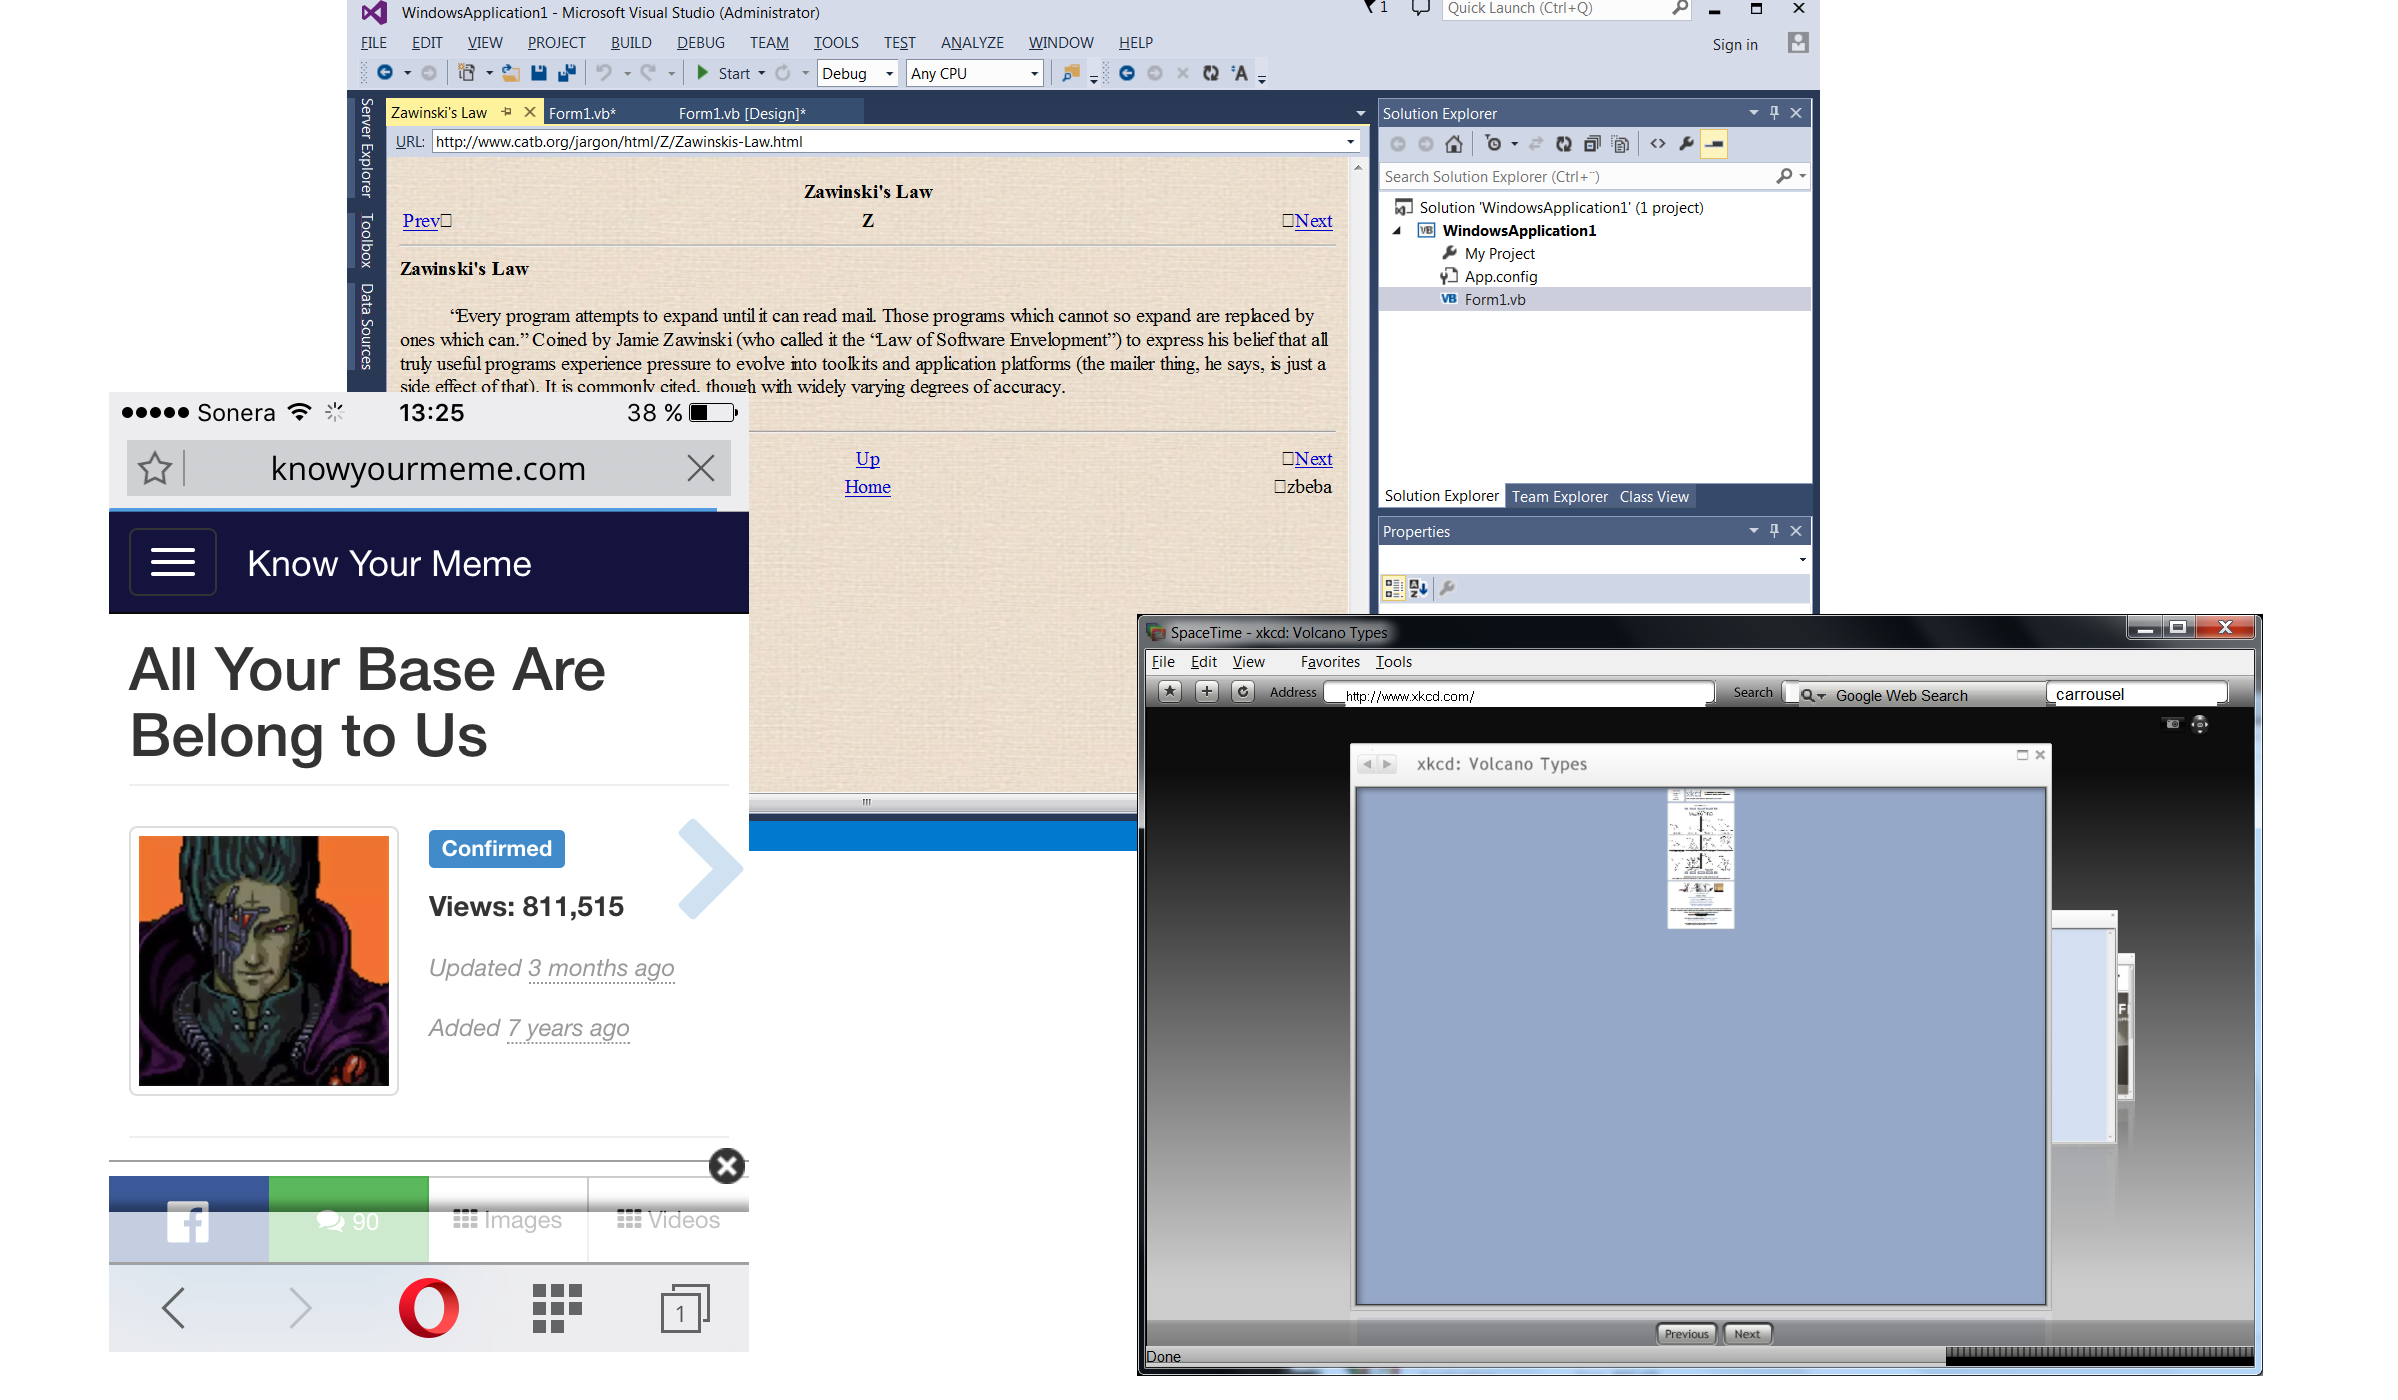 WindowsApplication1 - Microsoft Visual Studio (Administrator)
1
Quick Launch (Ctrl+Q)
FILE EDIT VIEW PROJECT BUILD DEBUG TEAM TOOLS TEST ANALYZE WINDOW HELP
Sign in
Start Debug Any CPU
Server Explorer
Toolbox
Data Sources
Zawinski's Law Form1.vb* Form1.vb [Design]*
URL: http://www.catb.org/jargon/html/Z/Zawinskis-Law.html
Zawinski's Law
Prev□ Z □Next
Zawinski's Law
“Every program attempts to expand until it can read mail. Those programs which cannot so expand are replaced by
ones which can.” Coined by Jamie Zawinski (who called it the “Law of Software Envelopment”) to express his belief that all
truly useful programs experience pressure to evolve into toolkits and application platforms (the mailer thing, he says, is just a
side effect of that). It is commonly cited, though with widely varying degrees of accuracy.
Up □Next
Home □zbeba
Solution Explorer
Search Solution Explorer (Ctrl+¨)
Solution 'WindowsApplication1' (1 project)
VB WindowsApplication1
My Project
App.config
VB Form1.vb
Solution Explorer Team Explorer Class View
Properties
Sonera 13:25 38 %
knowyourmeme.com
Know Your Meme
All Your Base Are
Belong to Us
Confirmed
Views: 811,515
Updated 3 months ago
Added 7 years ago
90 Images Videos
1
SpaceTime - xkcd: Volcano Types
File Edit View Favorites Tools
Address http://www.xkcd.com/ Search Google Web Search carrousel
xkcd: Volcano Types
Previous Next
Done